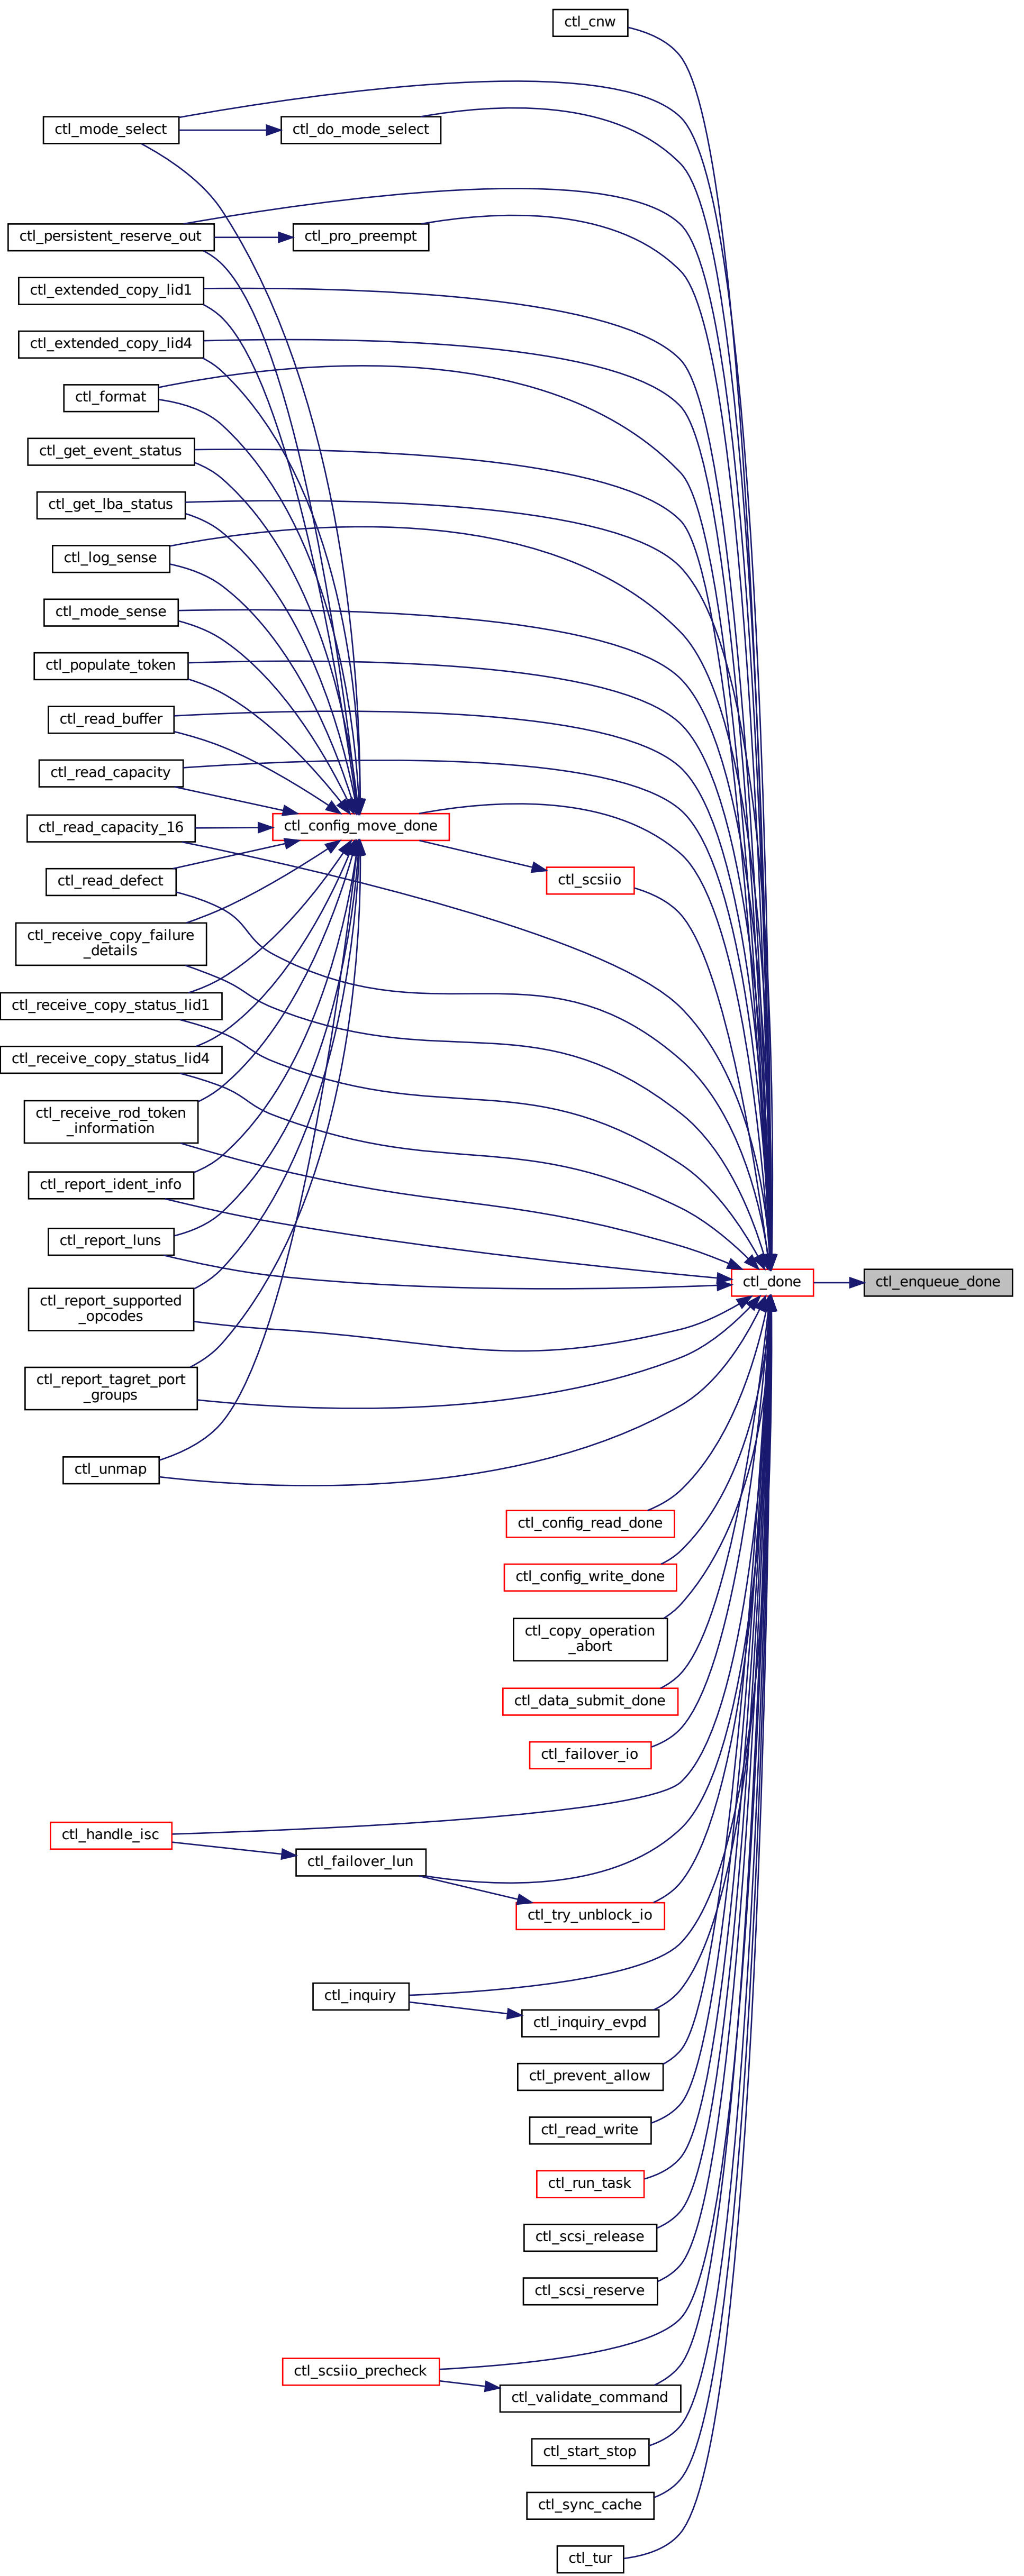 ctl_cnw
ctl_mode_select
ctl_do_mode_select
ctl_persistent_reserve_out
ctl_pro_preempt
ctl_extended_copy_lid1
ctl_extended_copy_lid4
ctl_format
ctl_get_event_status
ctl_get_lba_status
ctl_log_sense
ctl_mode_sense
ctl_populate_token
ctl_read_buffer
ctl_read_capacity
ctl_read_capacity_16
ctl_config_move_done
ctl_read_defect
ctl_scsiio
ctl_receive_copy_failure
_details
ctl_receive_copy_status_lid1
ctl_receive_copy_status_lid4
ctl_receive_rod_token
_information
ctl_report_ident_info
ctl_report_luns
ctl_done
ctl_enqueue_done
ctl_report_supported
_opcodes
ctl_report_tagret_port
_groups
ctl_unmap
ctl_config_read_done
ctl_config_write_done
ctl_copy_operation
_abort
ctl_data_submit_done
ctl_failover_io
ctl_handle_isc
ctl_failover_lun
ctl_try_unblock_io
ctl_inquiry
ctl_inquiry_evpd
ctl_prevent_allow
ctl_read_write
ctl_run_task
ctl_scsi_release
ctl_scsi_reserve
ctl_scsiio_precheck
ctl_validate_command
ctl_start_stop
ctl_sync_cache
ctl_tur